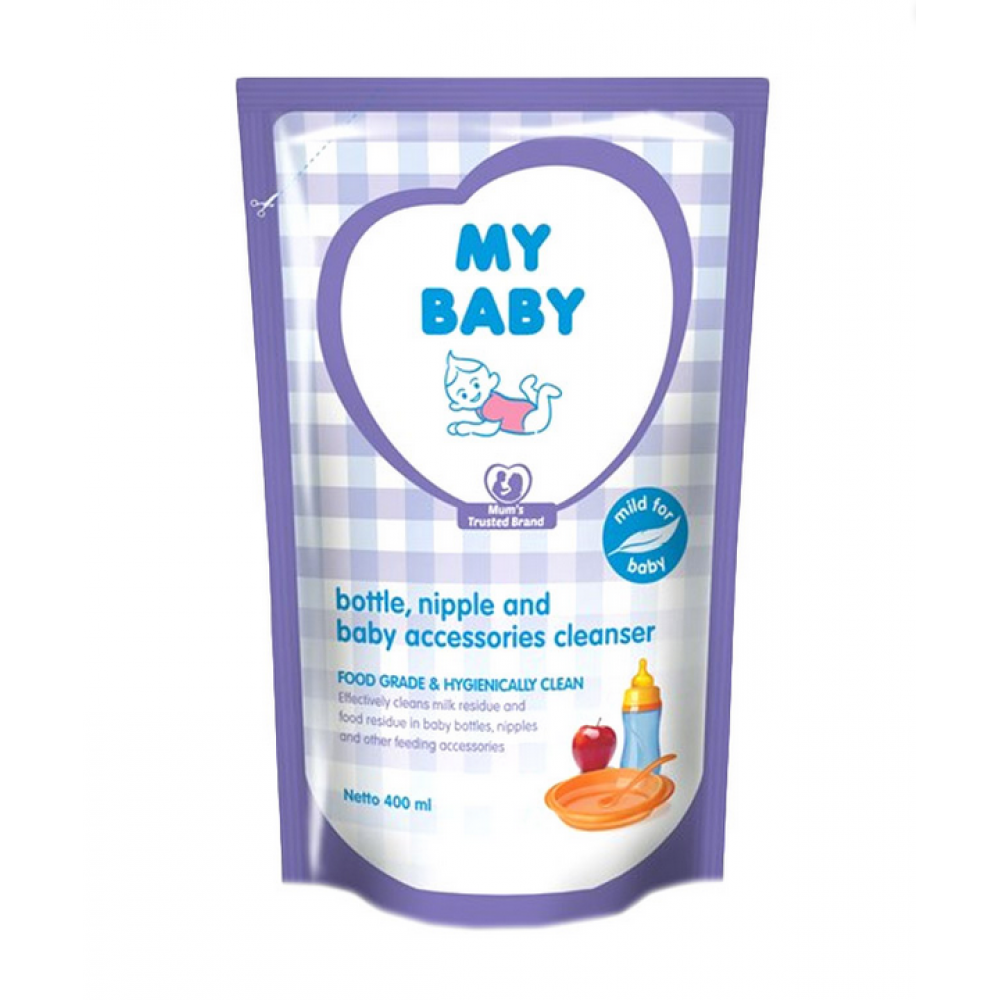 MY
BABY
Mum's
Trusted Brand
mild for
baby
bottle, nipple and
baby accessories cleanser
FOOD GRADE & HYGIENICALLY CLEAN
Effectively cleans milk residue and
food residue in baby bottles, nipples
and other feeding accessories
Netto 400 ml